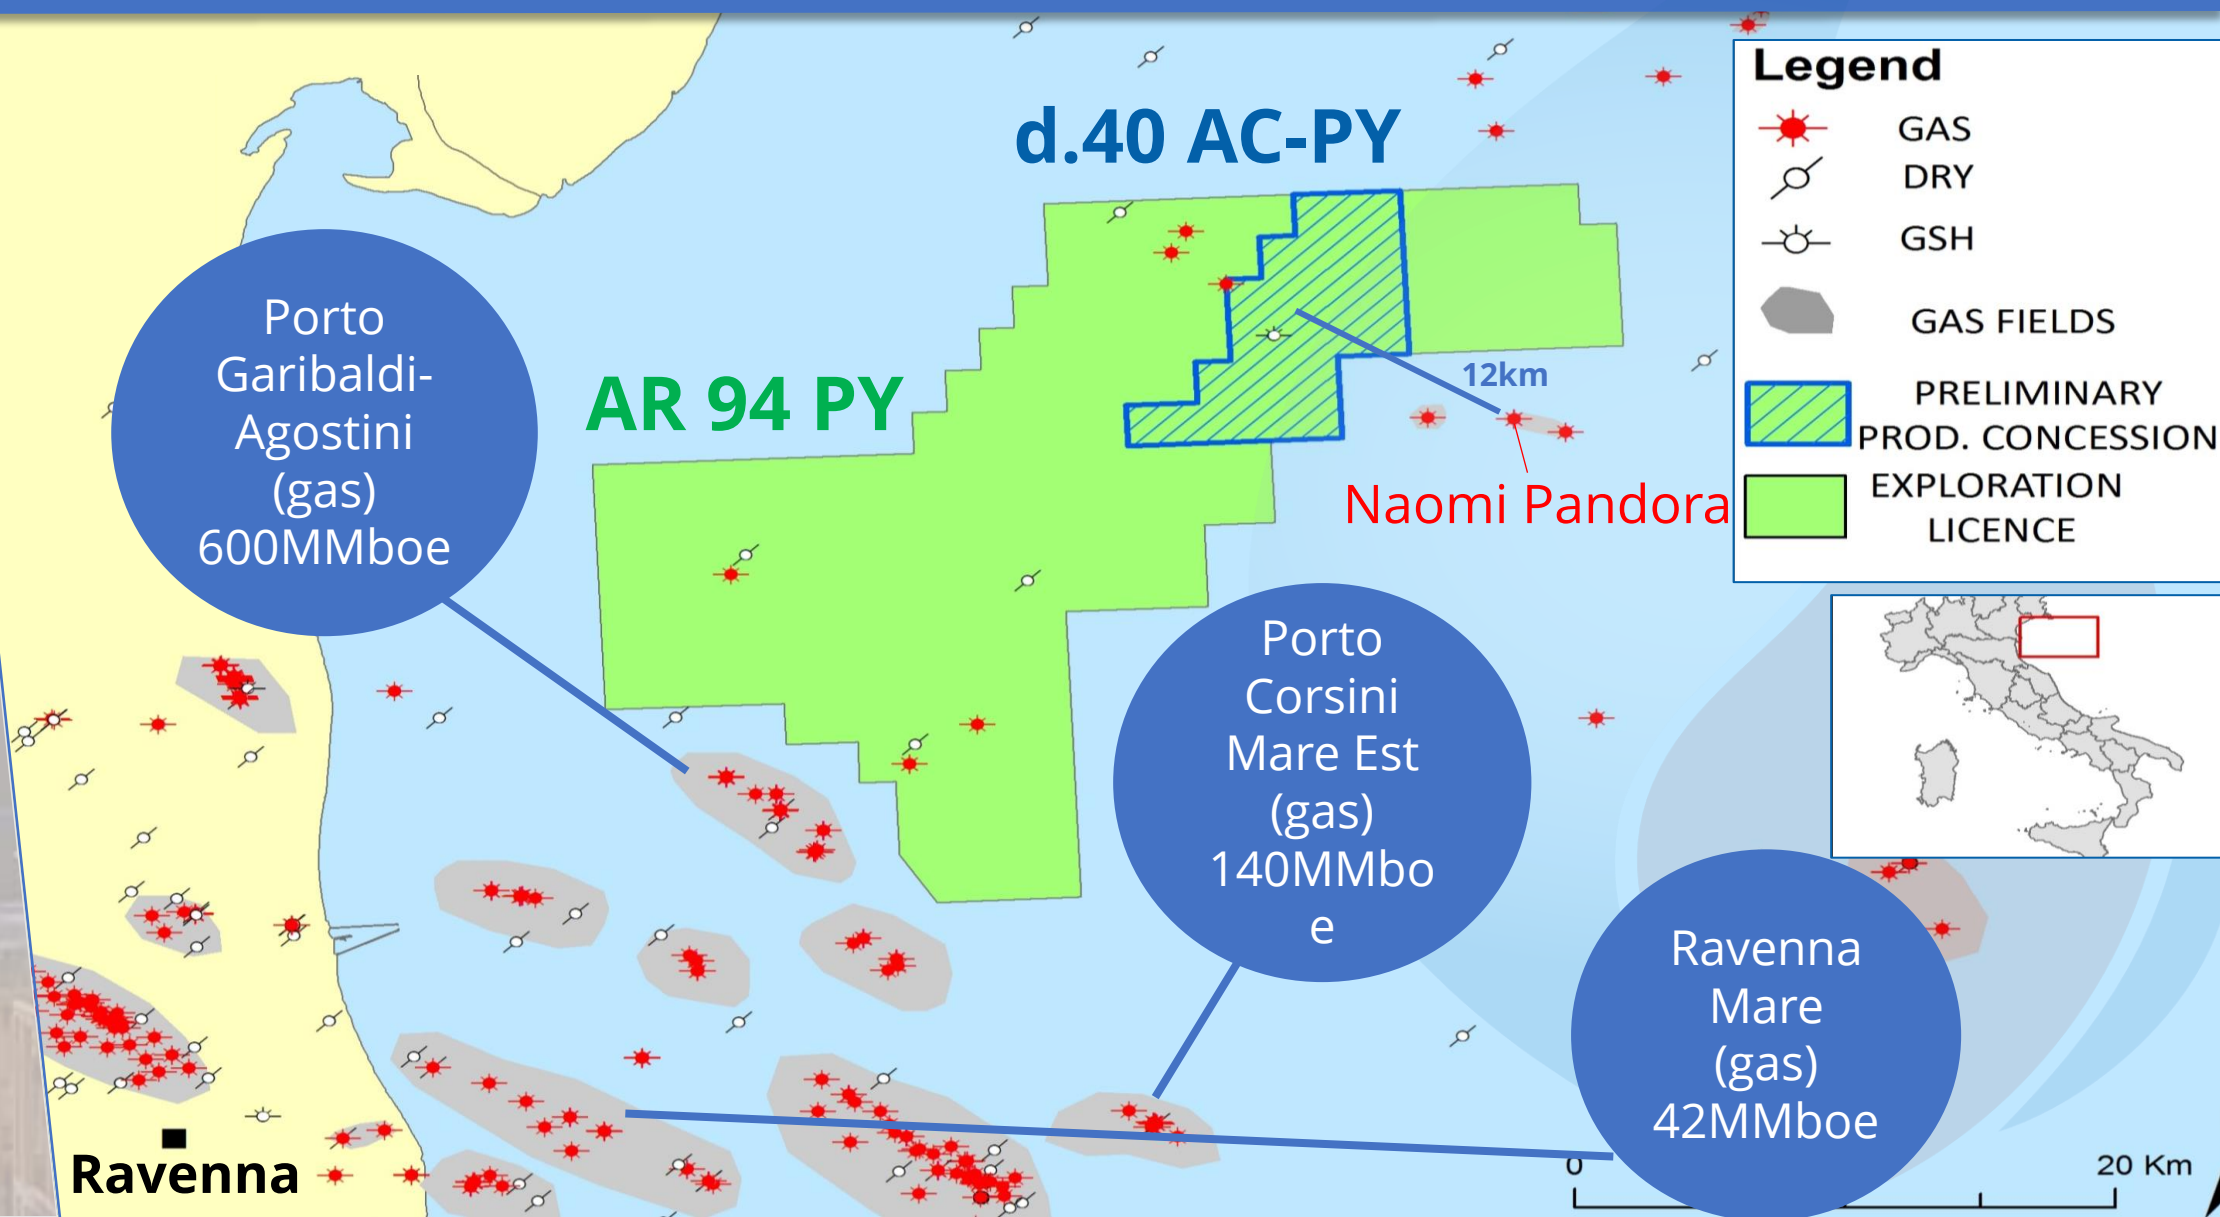 d.40 AC-PY
AR 94 PY
Porto
Garibaldi-
Agostini
(gas)
600MMboe
12km
Naomi Pandora
Porto
Corsini
Mare Est
(gas)
140MMbo
e
Ravenna
Mare
(gas)
42MMboe
Ravenna
Legend
GAS
DRY
GSH
GAS FIELDS
PRELIMINARY
PROD. CONCESSION
EXPLORATION
LICENCE
0
20 Km